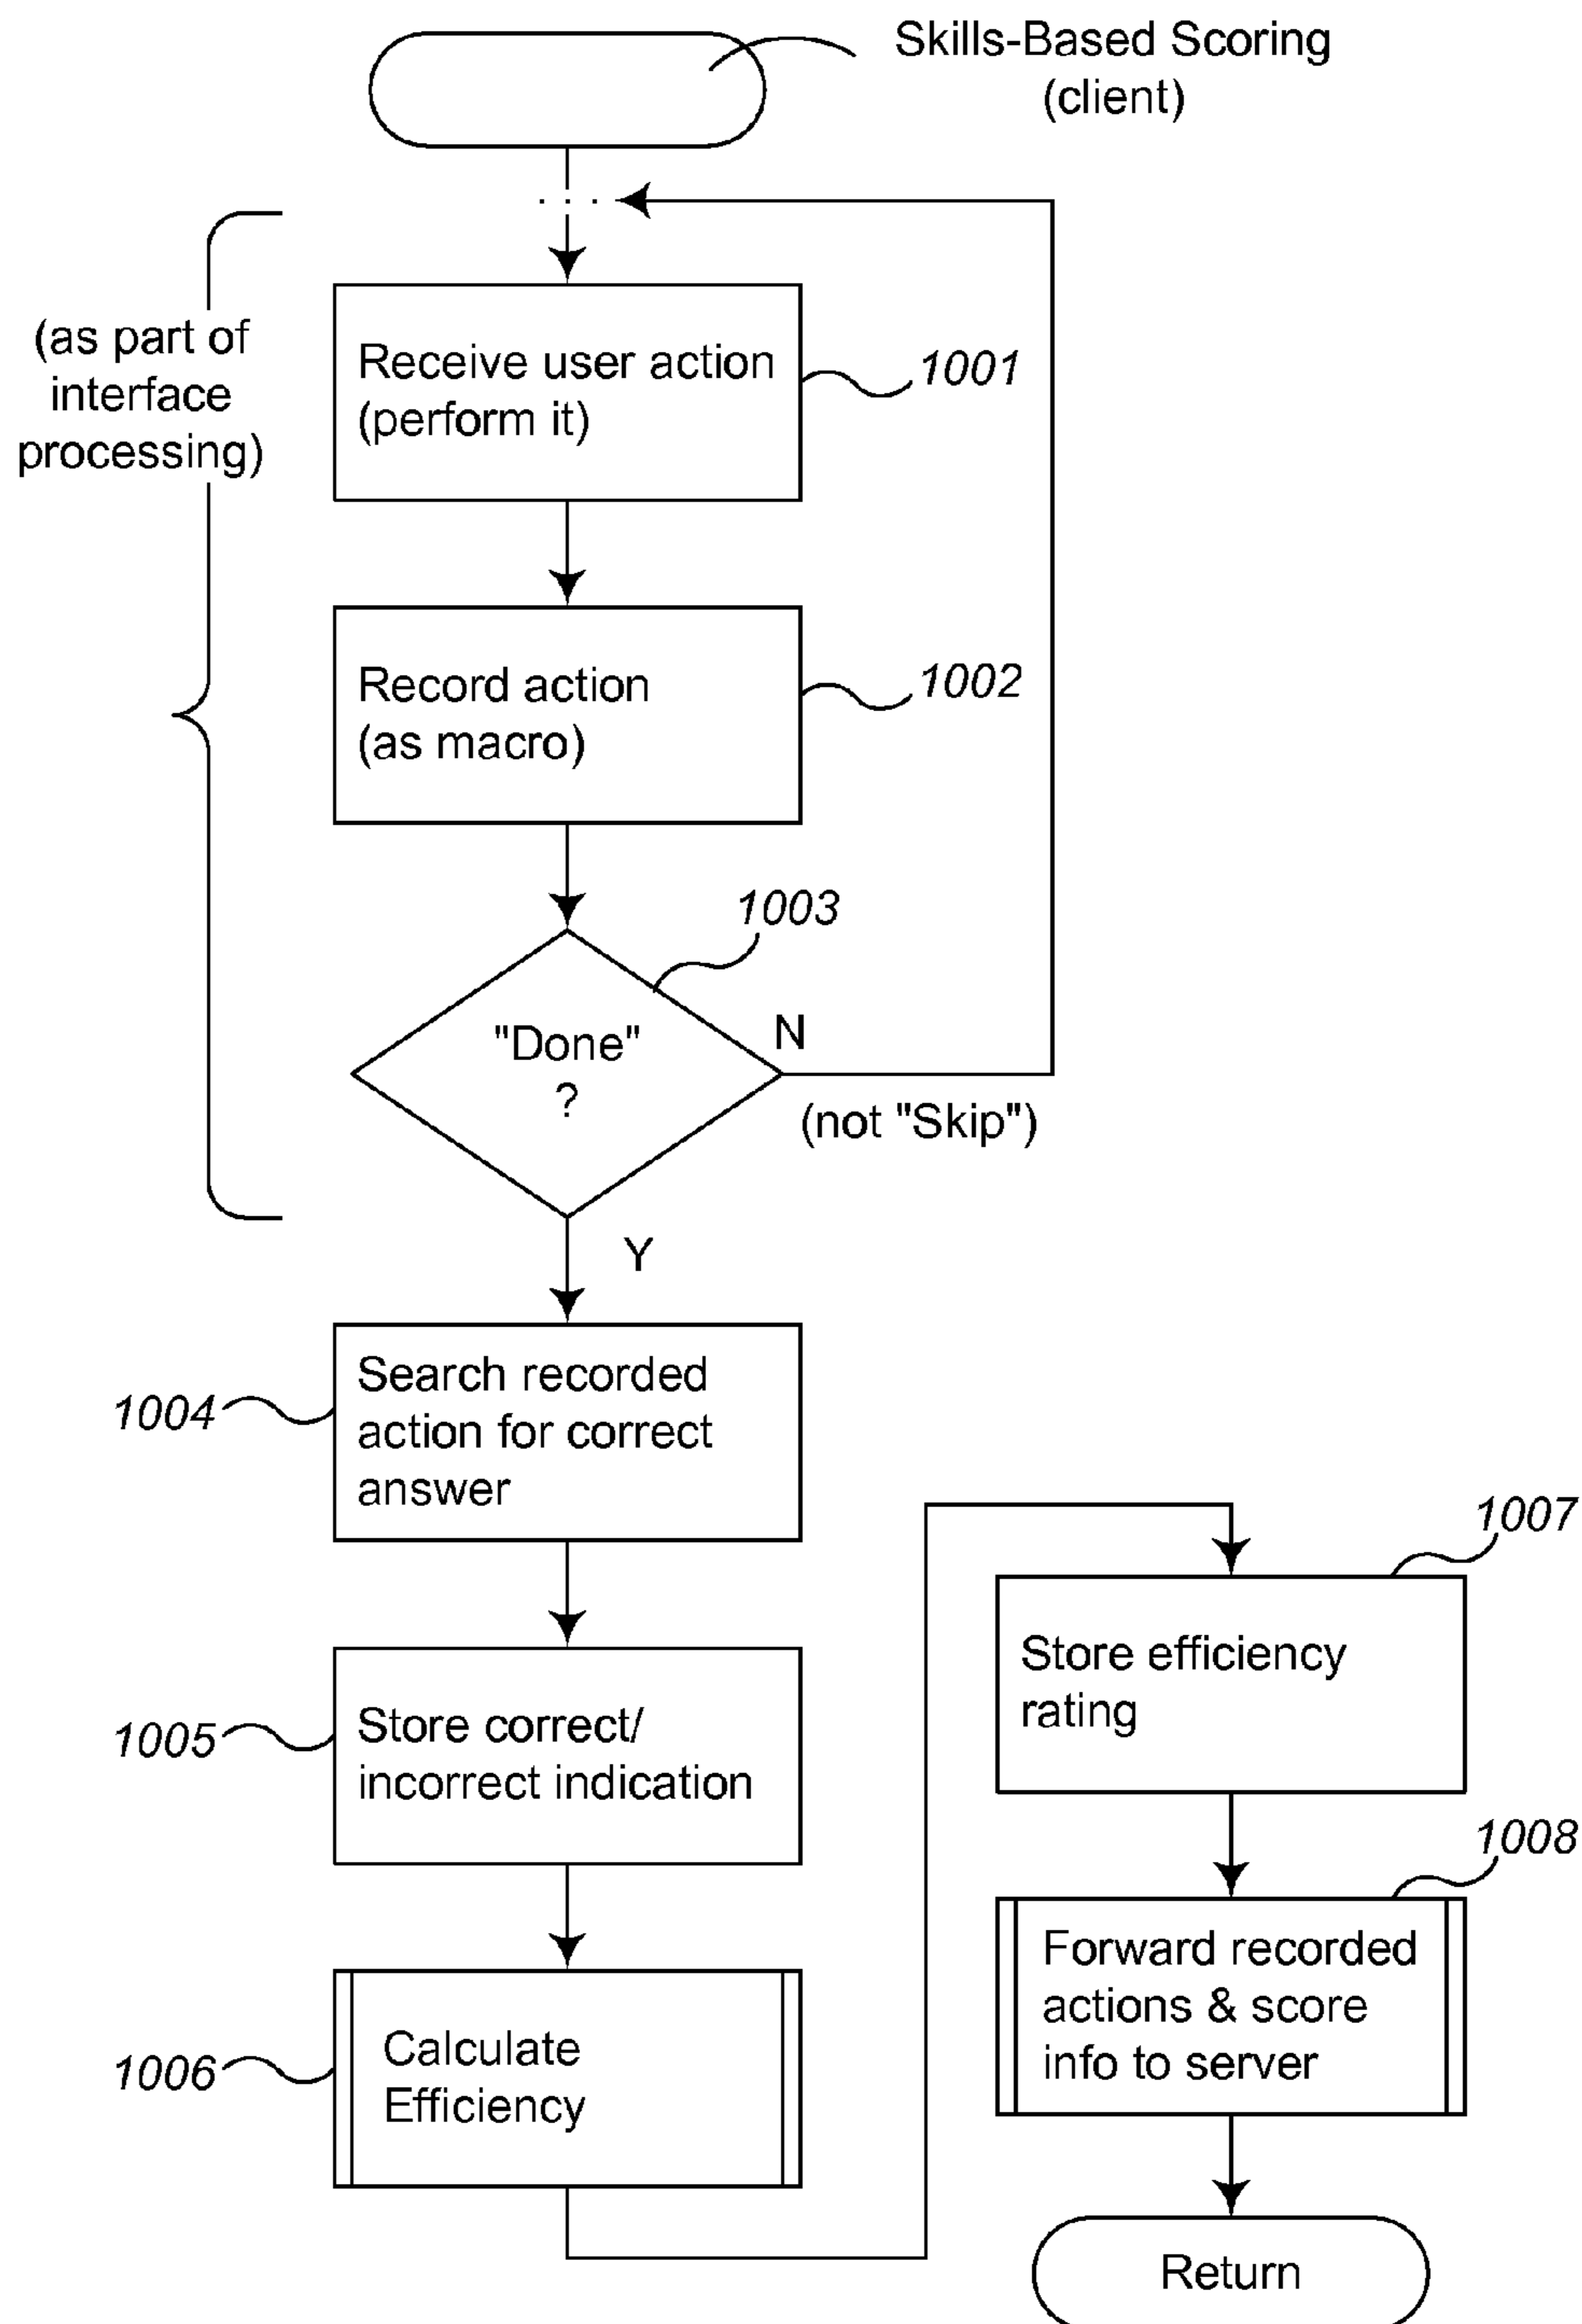 Skills-Based Scoring
(client)
(as part of
interface
processing)
Receive user action
(perform it)
1001
Record action
(as macro)
1002
1003
"Done"
?
N
(not "Skip")
Y
Search recorded
action for correct
answer
1004
Store correct/
incorrect indication
1005
Calculate
Efficiency
1006
1007
Store efficiency
rating
1008
Forward recorded
actions & score
info to server
Return